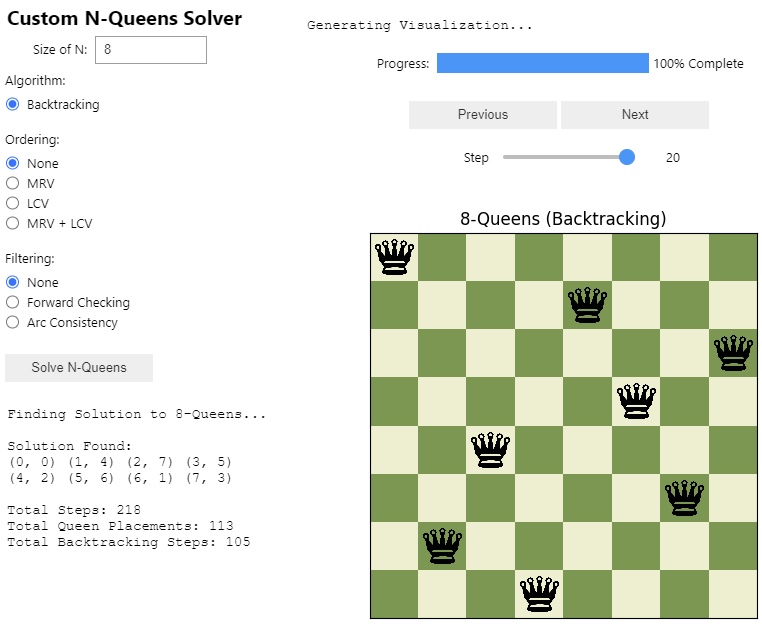 Custom N-Queens Solver
Size of N: 8
Algorithm:
Backtracking
Ordering:
None
MRV
LCV
MRV + LCV
Filtering:
None
Forward Checking
Arc Consistency
Solve N-Queens
Finding Solution to 8-Queens...
Solution Found:
(0, 0) (1, 4) (2, 7) (3, 5)
(4, 2) (5, 6) (6, 1) (7, 3)
Total Steps: 218
Total Queen Placements: 113
Total Backtracking Steps: 105
Generating Visualization...
Progress: 100% Complete
Previous Next
Step 20
8-Queens (Backtracking)